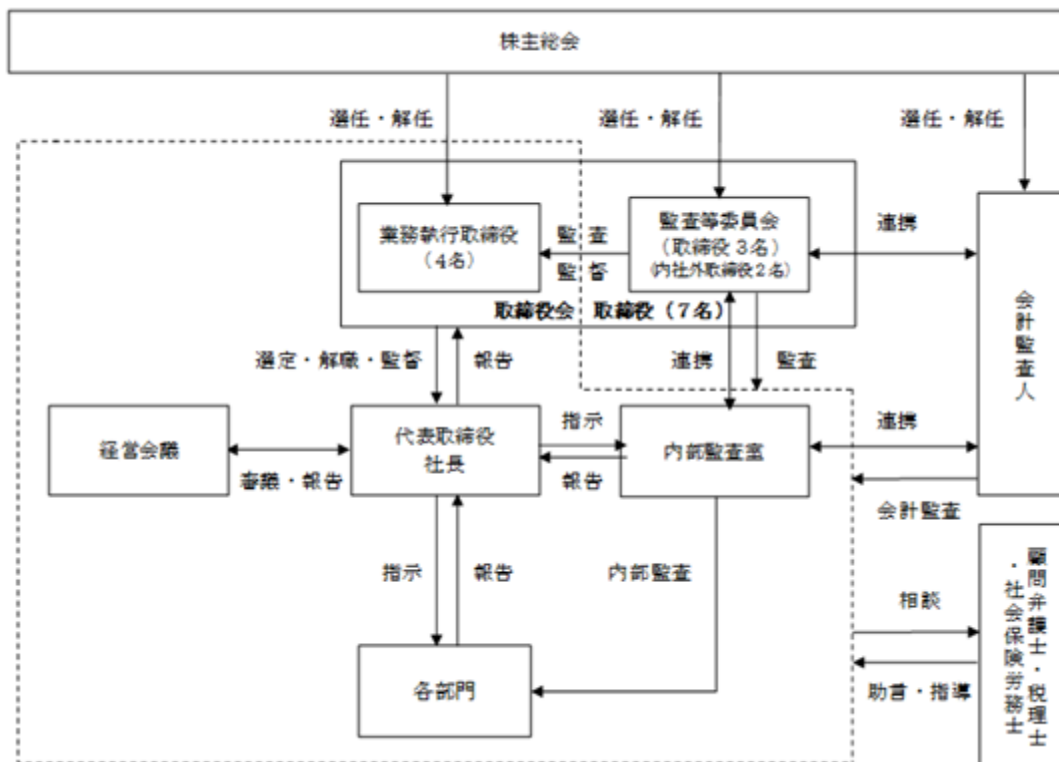 株主総会
選任・解任
選任・解任
選任・解任
業務執行取締役
（4名）
監査
監督
監査等委員会
（取締役3名）
（内社外取締役2名）
連携
取締役会　取締役（7名）
会計監査人
選定・解職・監督
報告
連携
監査
経営会議
審議・報告
代表取締役
社長
指示
報告
内部監査室
連携
会計監査
指示
報告
内部監査
相談
助言・指導
顧問弁護士・税理士
・社会保険労務士
各部門